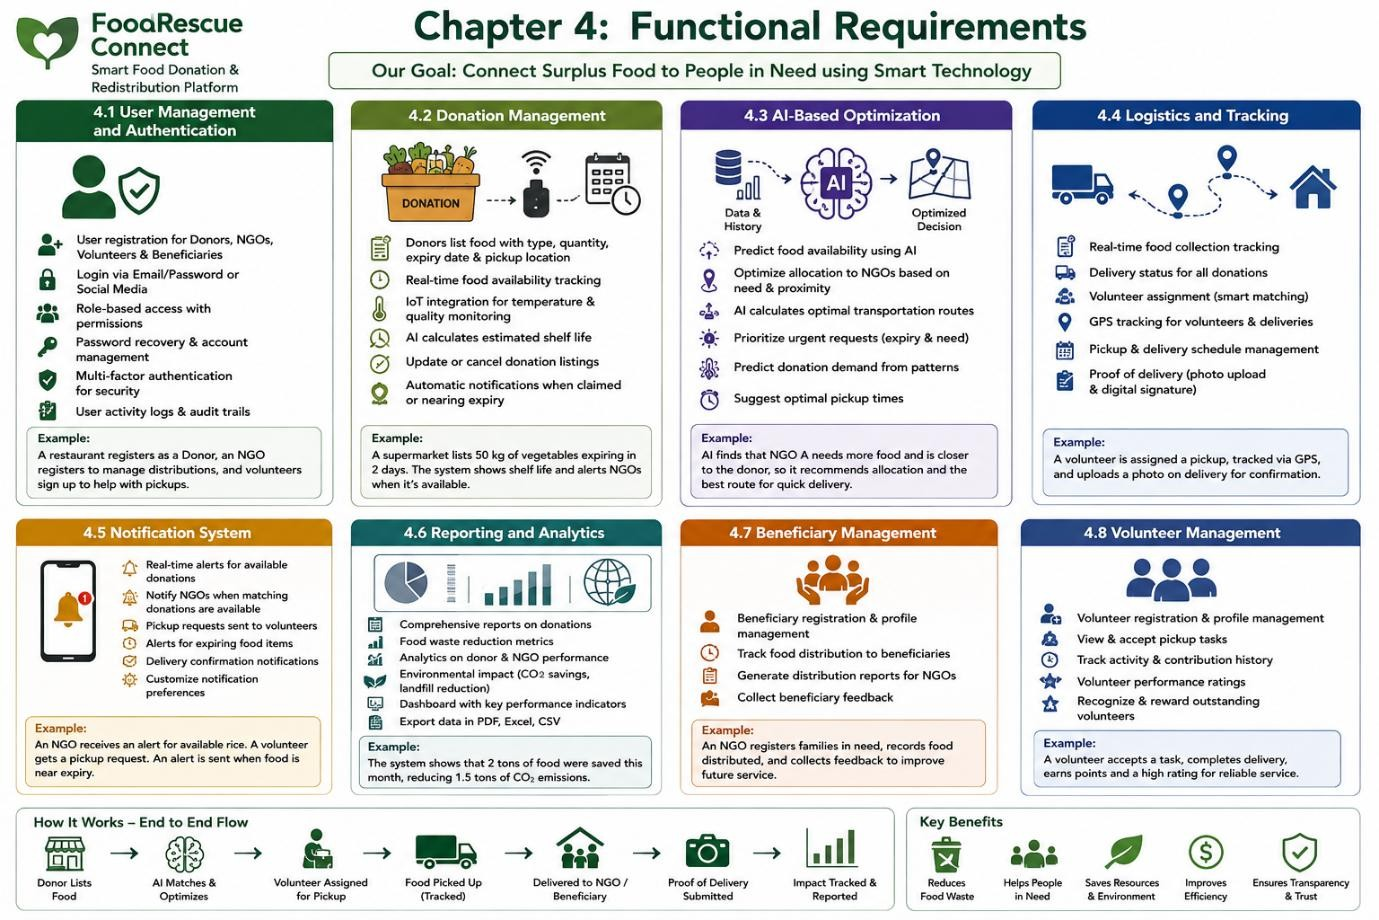 FoodRescue
Connect
Smart Food Donation &
Redistribution Platform
Chapter 4: Functional Requirements
Our Goal: Connect Surplus Food to People in Need using Smart Technology
4.1 User Management
and Authentication
User registration for Donors, NGOs,
Volunteers & Beneficiaries
Login via Email/Password or
Social Media
Role-based access with
permissions
Password recovery & account
management
Multi-factor authentication
for security
User activity logs & audit trails
Example:
A restaurant registers as a Donor, an NGO
registers to manage distributions, and volunteers
sign up to help with pickups.
4.2 Donation Management
DONATION
Donors list food with type, quantity,
expiry date & pickup location
Real-time food availability tracking
IoT integration for temperature &
quality monitoring
AI calculates estimated shelf life
Update or cancel donation listings
Automatic notifications when claimed
or nearing expiry
Example:
A supermarket lists 50 kg of vegetables expiring in
2 days. The system shows shelf life and alerts NGOs
when it's available.
4.3 AI-Based Optimization
AI
Data &
History
Optimized
Decision
Predict food availability using AI
Optimize allocation to NGOs based on
need & proximity
AI calculates optimal transportation routes
Prioritize urgent requests (expiry & need)
Predict donation demand from patterns
Suggest optimal pickup times
Example:
AI finds that NGO A needs more food and is closer
to the donor, so it recommends allocation and the
best route for quick delivery.
4.4 Logistics and Tracking
Real-time food collection tracking
Delivery status for all donations
Volunteer assignment (smart matching)
GPS tracking for volunteers & deliveries
Pickup & delivery schedule management
Proof of delivery (photo upload
& digital signature)
Example:
A volunteer is assigned a pickup, tracked via GPS,
and uploads a photo on delivery for confirmation.
4.5 Notification System
1
Real-time alerts for available
donations
Notify NGOs when matching
donations are available
Pickup requests sent to volunteers
Alerts for expiring food items
Delivery confirmation notifications
Customize notification
preferences
Example:
An NGO receives an alert for available rice. A volunteer
gets a pickup request. An alert is sent when food is
near expiry.
4.6 Reporting and Analytics
Comprehensive reports on donations
Food waste reduction metrics
Analytics on donor & NGO performance
Environmental impact (CO2 savings,
landfill reduction)
Dashboard with key performance indicators
Export data in PDF, Excel, CSV
Example:
The system shows that 2 tons of food were saved this
month, reducing 1.5 tons of CO₂ emissions.
4.7 Beneficiary Management
Beneficiary registration & profile
management
Track food distribution to beneficiaries
Generate distribution reports for NGOs
Collect beneficiary feedback
Example:
An NGO registers families in need, records food
distributed, and collects feedback to improve
future service.
4.8 Volunteer Management
Volunteer registration & profile management
View & accept pickup tasks
Track activity & contribution history
Volunteer performance ratings
Recognize & reward outstanding
volunteers
Example:
A volunteer accepts a task, completes delivery,
earns points and a high rating for reliable service.
How It Works – End to End Flow
Donor Lists
Food
AI Matches &
Optimizes
Volunteer Assigned
for Pickup
Food Picked Up
(Tracked)
Delivered to NGO /
Beneficiary
Proof of Delivery
Submitted
Impact Tracked &
Reported
Key Benefits
Reduces
Food Waste
Helps People
in Need
Saves Resources
& Environment
$
Improves
Efficiency
Ensures Transparency
& Trust